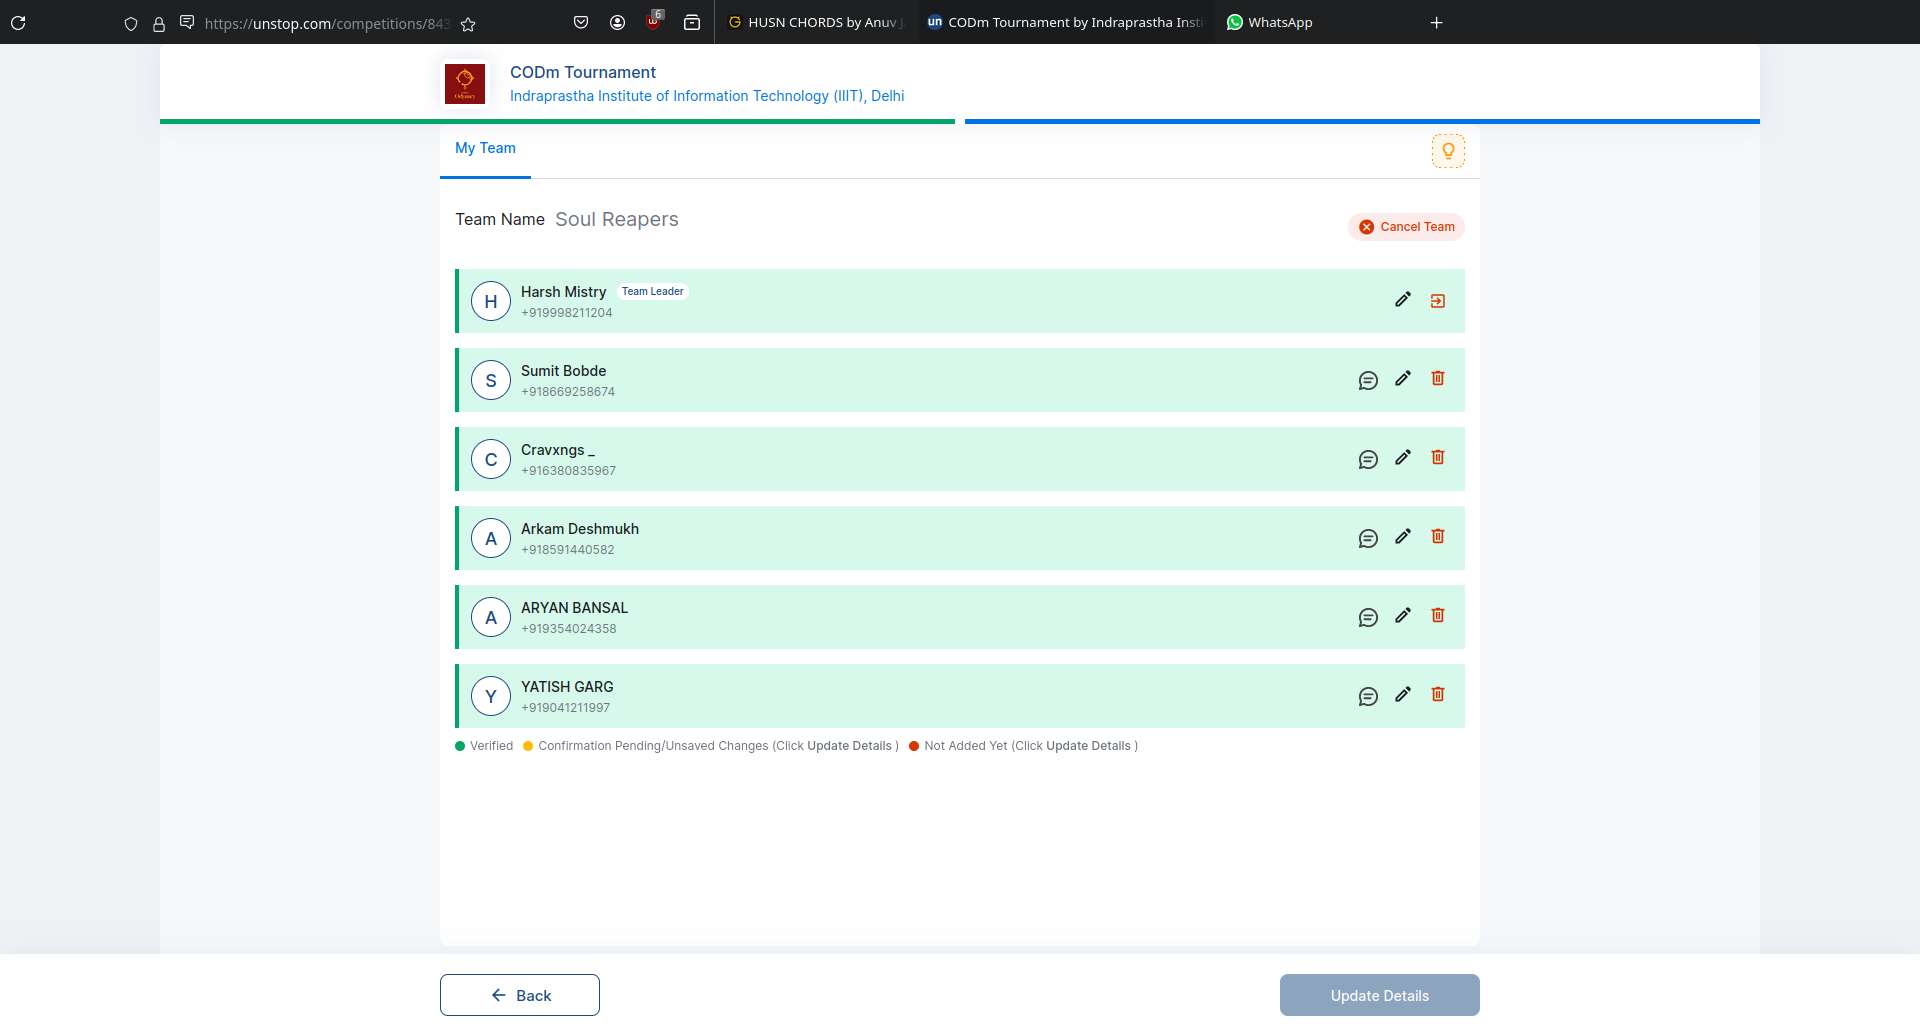 https://unstop.com/competitions/843
6
HUSN CHORDS by Anuv J
un CODm Tournament by Indraprastha Insti
WhatsApp
CODm Tournament
Indraprastha Institute of Information Technology (IIIT), Delhi
Odyssey
My Team
Team Name Soul Reapers
Cancel Team
H
Harsh Mistry Team Leader
+919998211204
S
Sumit Bobde
+918669258674
C
Cravxngs _
+916380835967
A
Arkam Deshmukh
+918591440582
A
ARYAN BANSAL
+919354024358
Y
YATISH GARG
+919041211997
Verified Confirmation Pending/Unsaved Changes (Click Update Details ) Not Added Yet (Click Update Details )
Back
Update Details